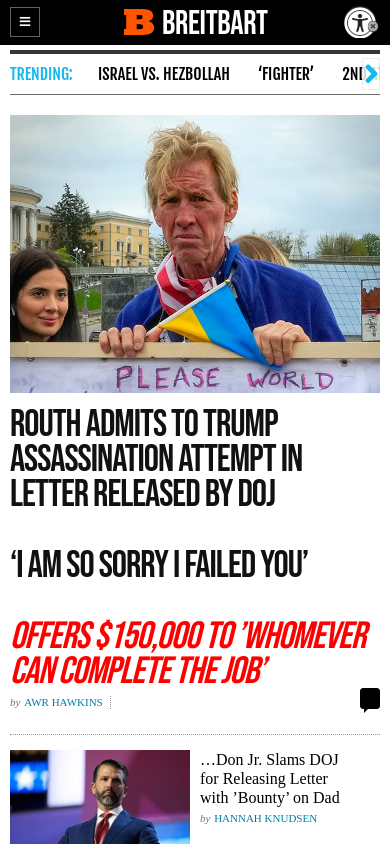 BREITBART
TRENDING:
ISRAEL VS. HEZBOLLAH
‘FIGHTER’
PLEASE WORLD
ROUTH ADMITS TO TRUMP
ASSASSINATION ATTEMPT IN
LETTER RELEASED BY DOJ
‘I AM SO SORRY I FAILED YOU’
OFFERS $150,000 TO ’WHOMEVER
CAN COMPLETE THE JOB’
by AWR HAWKINS
…Don Jr. Slams DOJ
for Releasing Letter
with ’Bounty’ on Dad
by HANNAH KNUDSEN